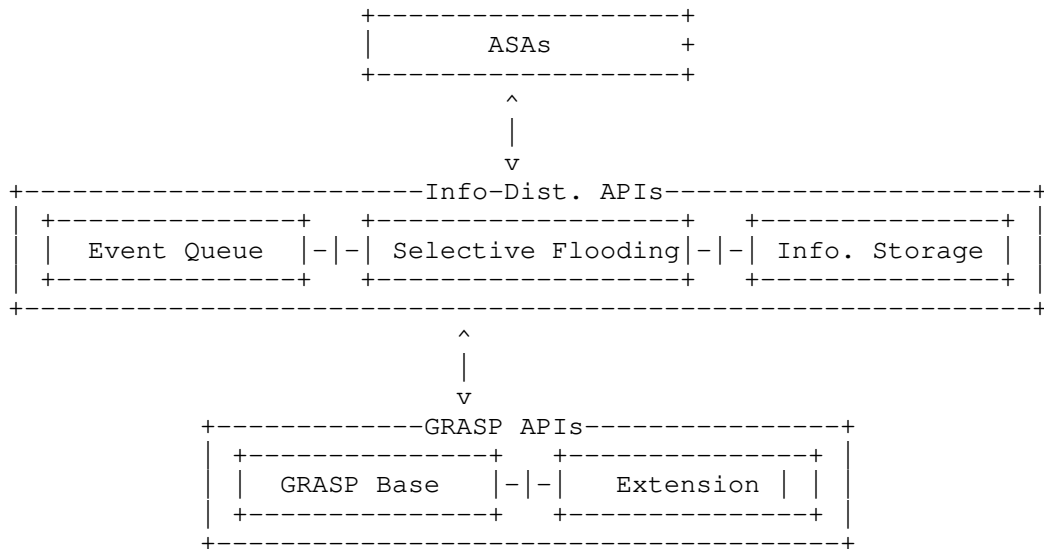 ASAs
Info-Dist. APIs
Event Queue Selective Flooding Info. Storage
GRASP APIs
GRASP Base Extension